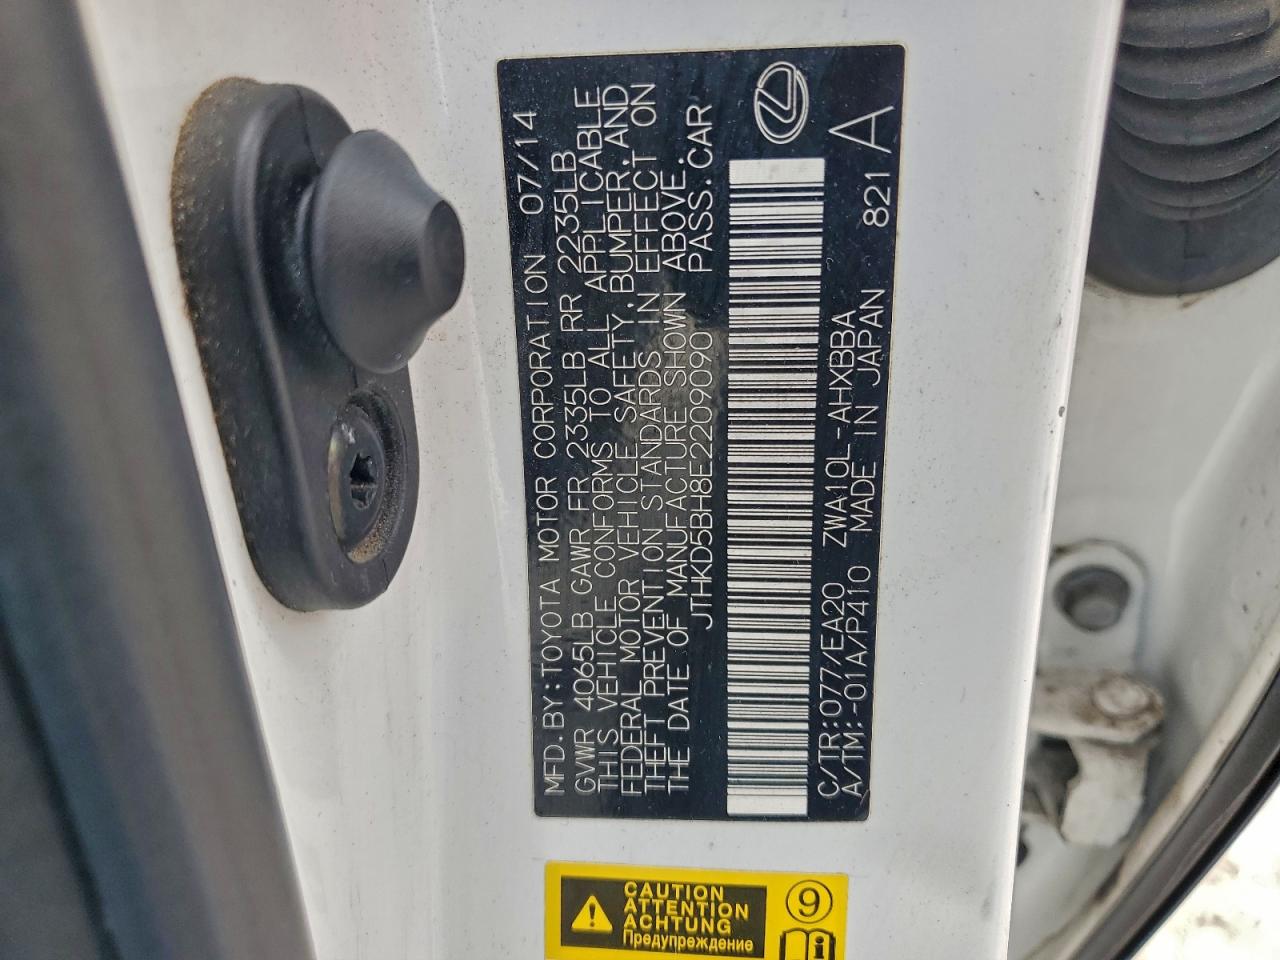 MFD.BY:TOYOTA MOTOR CORPORATION 07/14
GVWR 4065LB GAWR FR 2335LB RR 2235LB
THIS VEHICLE CONFORMS TO ALL APPLICABLE
FEDERAL MOTOR VEHICLE SAFETY,BUMPER,AND
THEFT PREVENTION STANDARDS IN EFFECT ON
THE DATE OF MANUFACTURE SHOWN ABOVE.
JTHKD5BH8E2209090 PASS.CAR
C/TR:077/EA20 ZWA10L-AHXBBA 821 A
A/TM:-01A/P410 MADE IN JAPAN
CAUTION
ATTENTION
ACHTUNG
Предупреждение
9
i